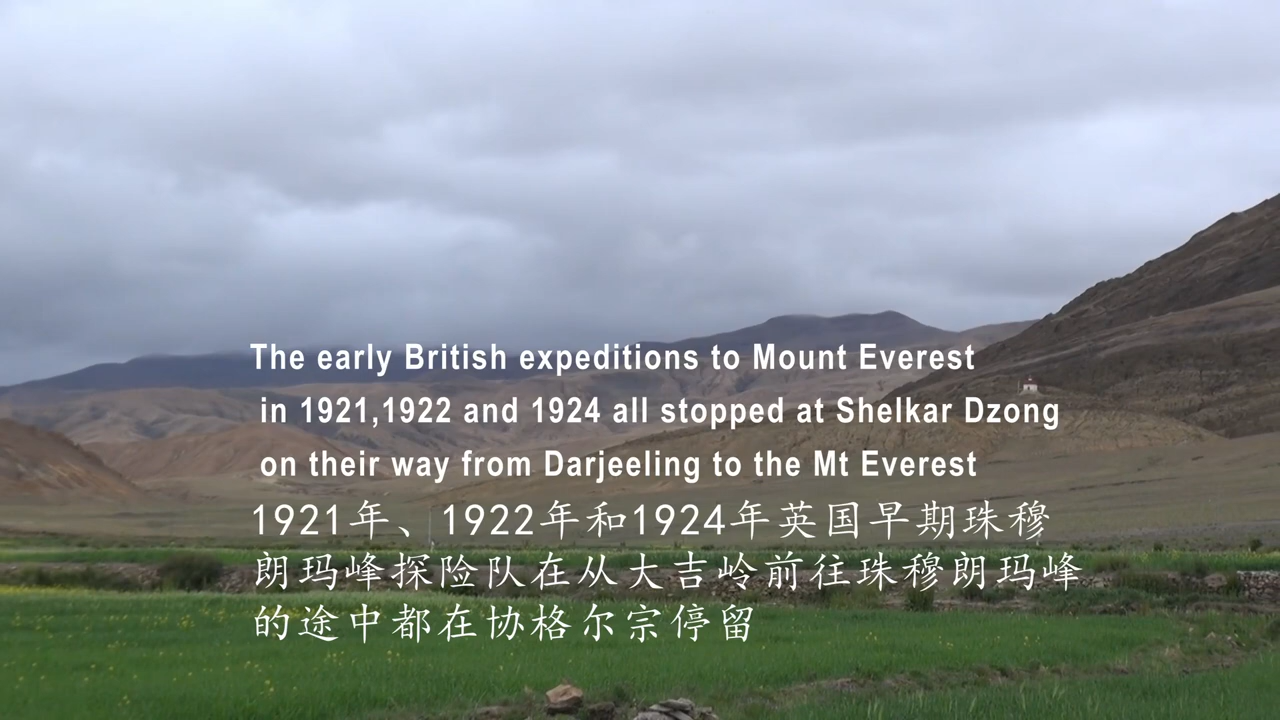 The early British expeditions to Mount Everest
in 1921,1922 and 1924 all stopped at Shelkar Dzong
on their way from Darjeeling to the Mt Everest
1921年、1922年和1924年英国早期珠穆
朗玛峰探险队在从大吉岭前往珠穆朗玛峰
的途中都在协格尔宗停留